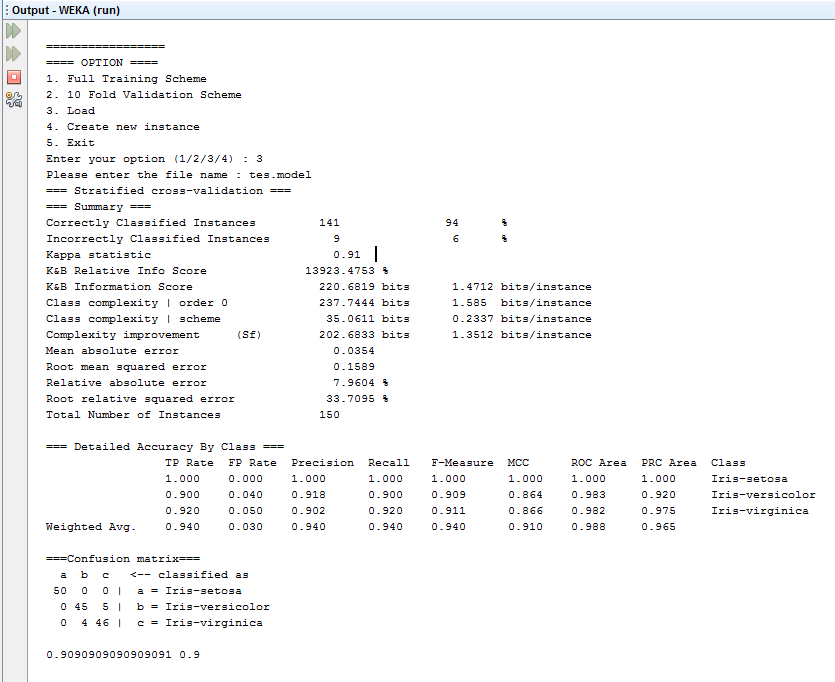 Output - WEKA (run)
=================
==== OPTION ====
1. Full Training Scheme
2. 10 Fold Validation Scheme
3. Load
4. Create new instance
5. Exit
Enter your option (1/2/3/4) : 3
Please enter the file name : tes.model
=== Stratified cross-validation ===
=== Summary ===
Correctly Classified Instances         141               94      %
Incorrectly Classified Instances         9                6      %
Kappa statistic                          0.91
K&B Relative Info Score              13923.4753 %
K&B Information Score                  220.6819 bits      1.4712 bits/instance
Class complexity | order 0             237.7444 bits      1.585  bits/instance
Class complexity | scheme               35.0611 bits      0.2337 bits/instance
Complexity improvement     (Sf)        202.6833 bits      1.3512 bits/instance
Mean absolute error                      0.0354
Root mean squared error                  0.1589
Relative absolute error                  7.9604 %
Root relative squared error             33.7095 %
Total Number of Instances              150
=== Detailed Accuracy By Class ===
TP Rate  FP Rate  Precision  Recall   F-Measure  MCC      ROC Area  PRC Area  Class
1.000    0.000    1.000      1.000    1.000      1.000    1.000     1.000     Iris-setosa
0.900    0.040    0.918      0.900    0.909      0.864    0.983     0.920     Iris-versicolor
0.920    0.050    0.902      0.920    0.911      0.866    0.982     0.975     Iris-virginica
Weighted Avg.    0.940    0.030    0.940      0.940    0.940      0.910    0.988     0.965
===Confusion matrix===
a  b  c   <-- classified as
50  0  0 |  a = Iris-setosa
0 45  5 |  b = Iris-versicolor
0  4 46 |  c = Iris-virginica
0.9090909090909091 0.9